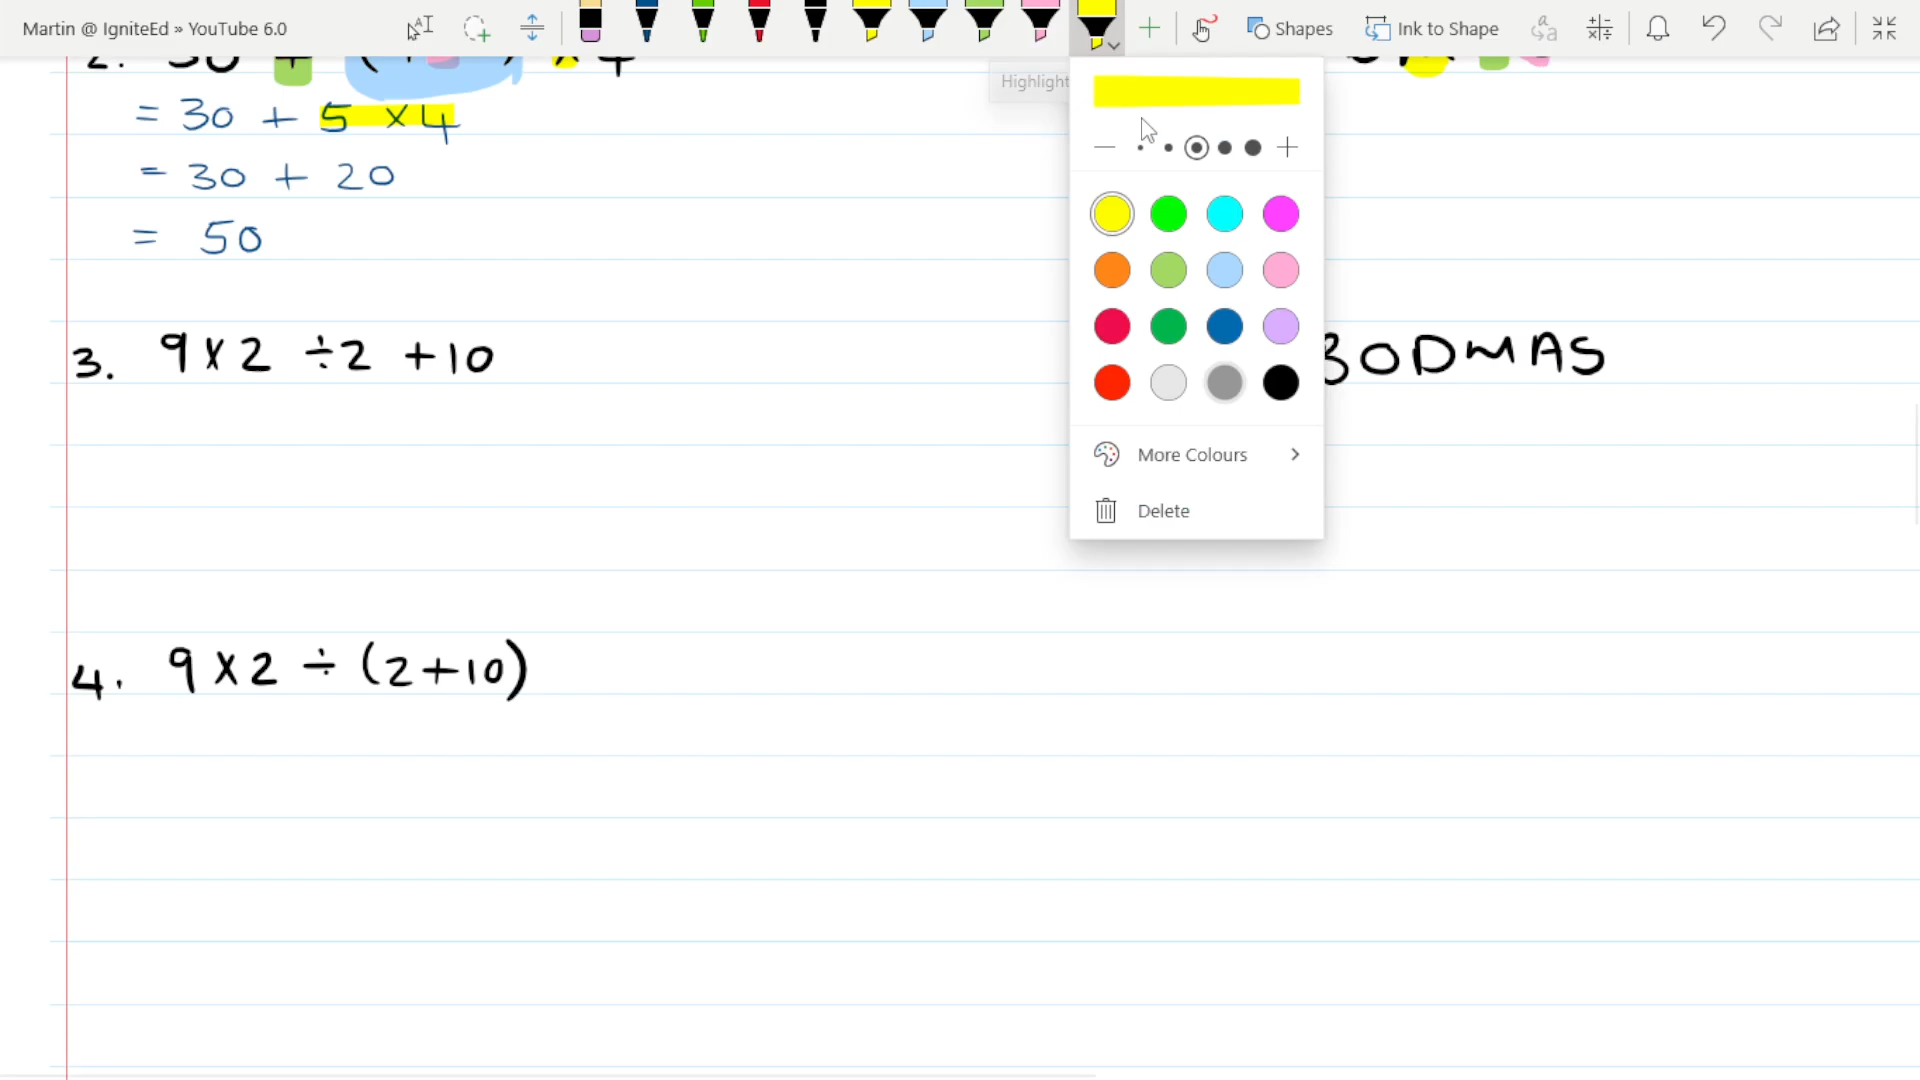 Martin @ IgniteEd » YouTube 6.0
Shapes
Ink to Shape
Highlight
= 30 + 5 × 4
= 30 + 20
= 50
3. 9 × 2 ÷ 2 + 10
BODMAS
More Colours
Delete
4. 9 × 2 ÷ (2 + 10)